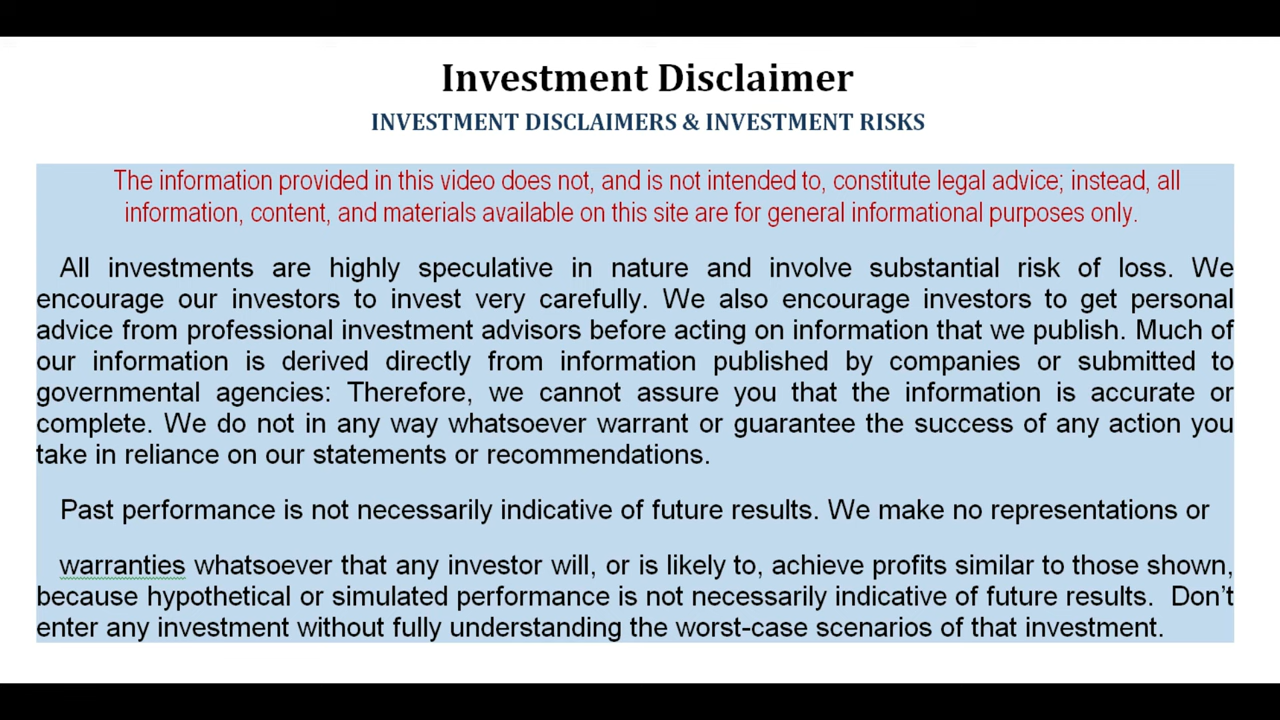 Investment Disclaimer
INVESTMENT DISCLAIMERS & INVESTMENT RISKS
The information provided in this video does not, and is not intended to, constitute legal advice; instead, all
information, content, and materials available on this site are for general informational purposes only.
All investments are highly speculative in nature and involve substantial risk of loss. We
encourage our investors to invest very carefully. We also encourage investors to get personal
advice from professional investment advisors before acting on information that we publish. Much of
our information is derived directly from information published by companies or submitted to
governmental agencies: Therefore, we cannot assure you that the information is accurate or
complete. We do not in any way whatsoever warrant or guarantee the success of any action you
take in reliance on our statements or recommendations.
Past performance is not necessarily indicative of future results. We make no representations or
warranties whatsoever that any investor will, or is likely to, achieve profits similar to those shown,
because hypothetical or simulated performance is not necessarily indicative of future results.  Don’t
enter any investment without fully understanding the worst-case scenarios of that investment.